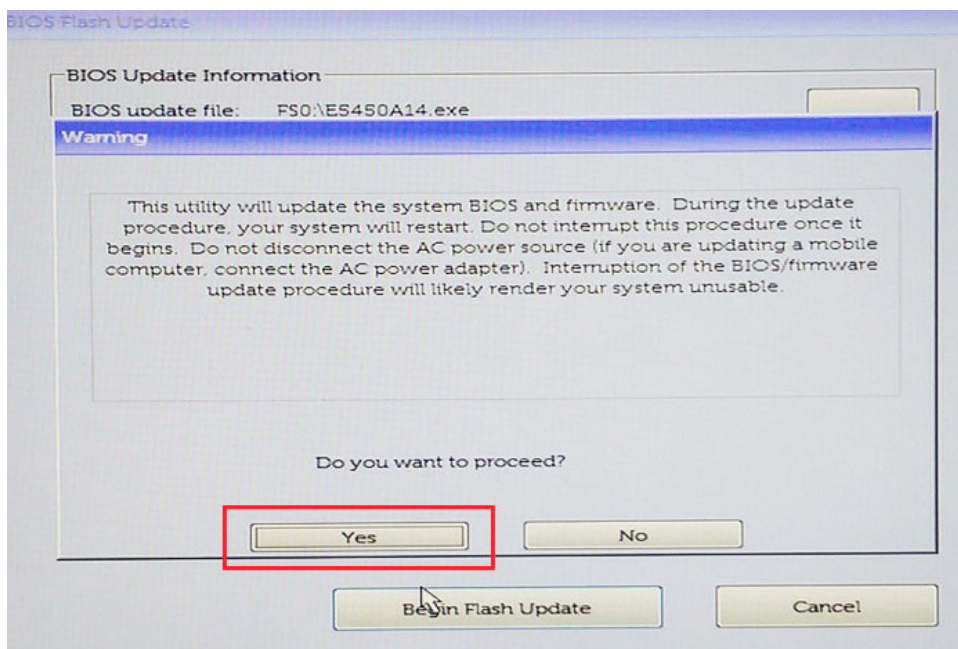 BIOS Flash Update
BIOS Update Information
BIOS update file: FS0:\E5450A14.exe
Warning
This utility will update the system BIOS and firmware. During the update
procedure, your system will restart. Do not interrupt this procedure once it
begins. Do not disconnect the AC power source (if you are updating a mobile
computer, connect the AC power adapter). Interruption of the BIOS/firmware
update procedure will likely render your system unusable.
Do you want to proceed?
Yes No
Begin Flash Update Cancel